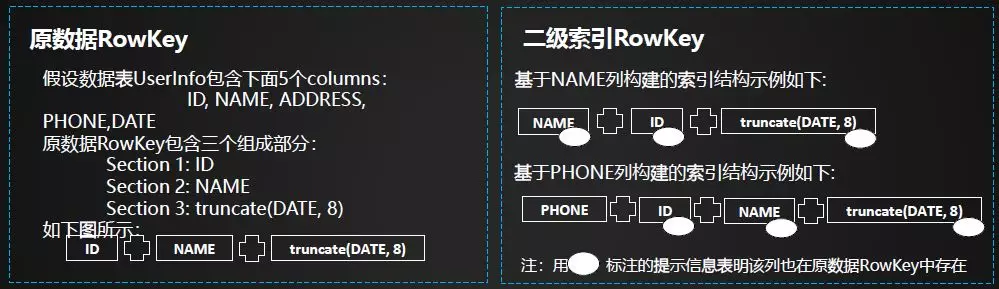 原数据RowKey
假设数据表UserInfo包含下面5个columns：
ID, NAME, ADDRESS,
PHONE,DATE
原数据RowKey包含三个组成部分：
Section 1: ID
Section 2: NAME
Section 3: truncate(DATE, 8)
如下图所示：
ID NAME truncate(DATE, 8)
二级索引RowKey
基于NAME列构建的索引结构示例如下:
NAME ID truncate(DATE, 8)
基于PHONE列构建的索引结构示例如下:
PHONE ID NAME truncate(DATE, 8)
注：用 标注的提示信息表明该列也在原数据RowKey中存在